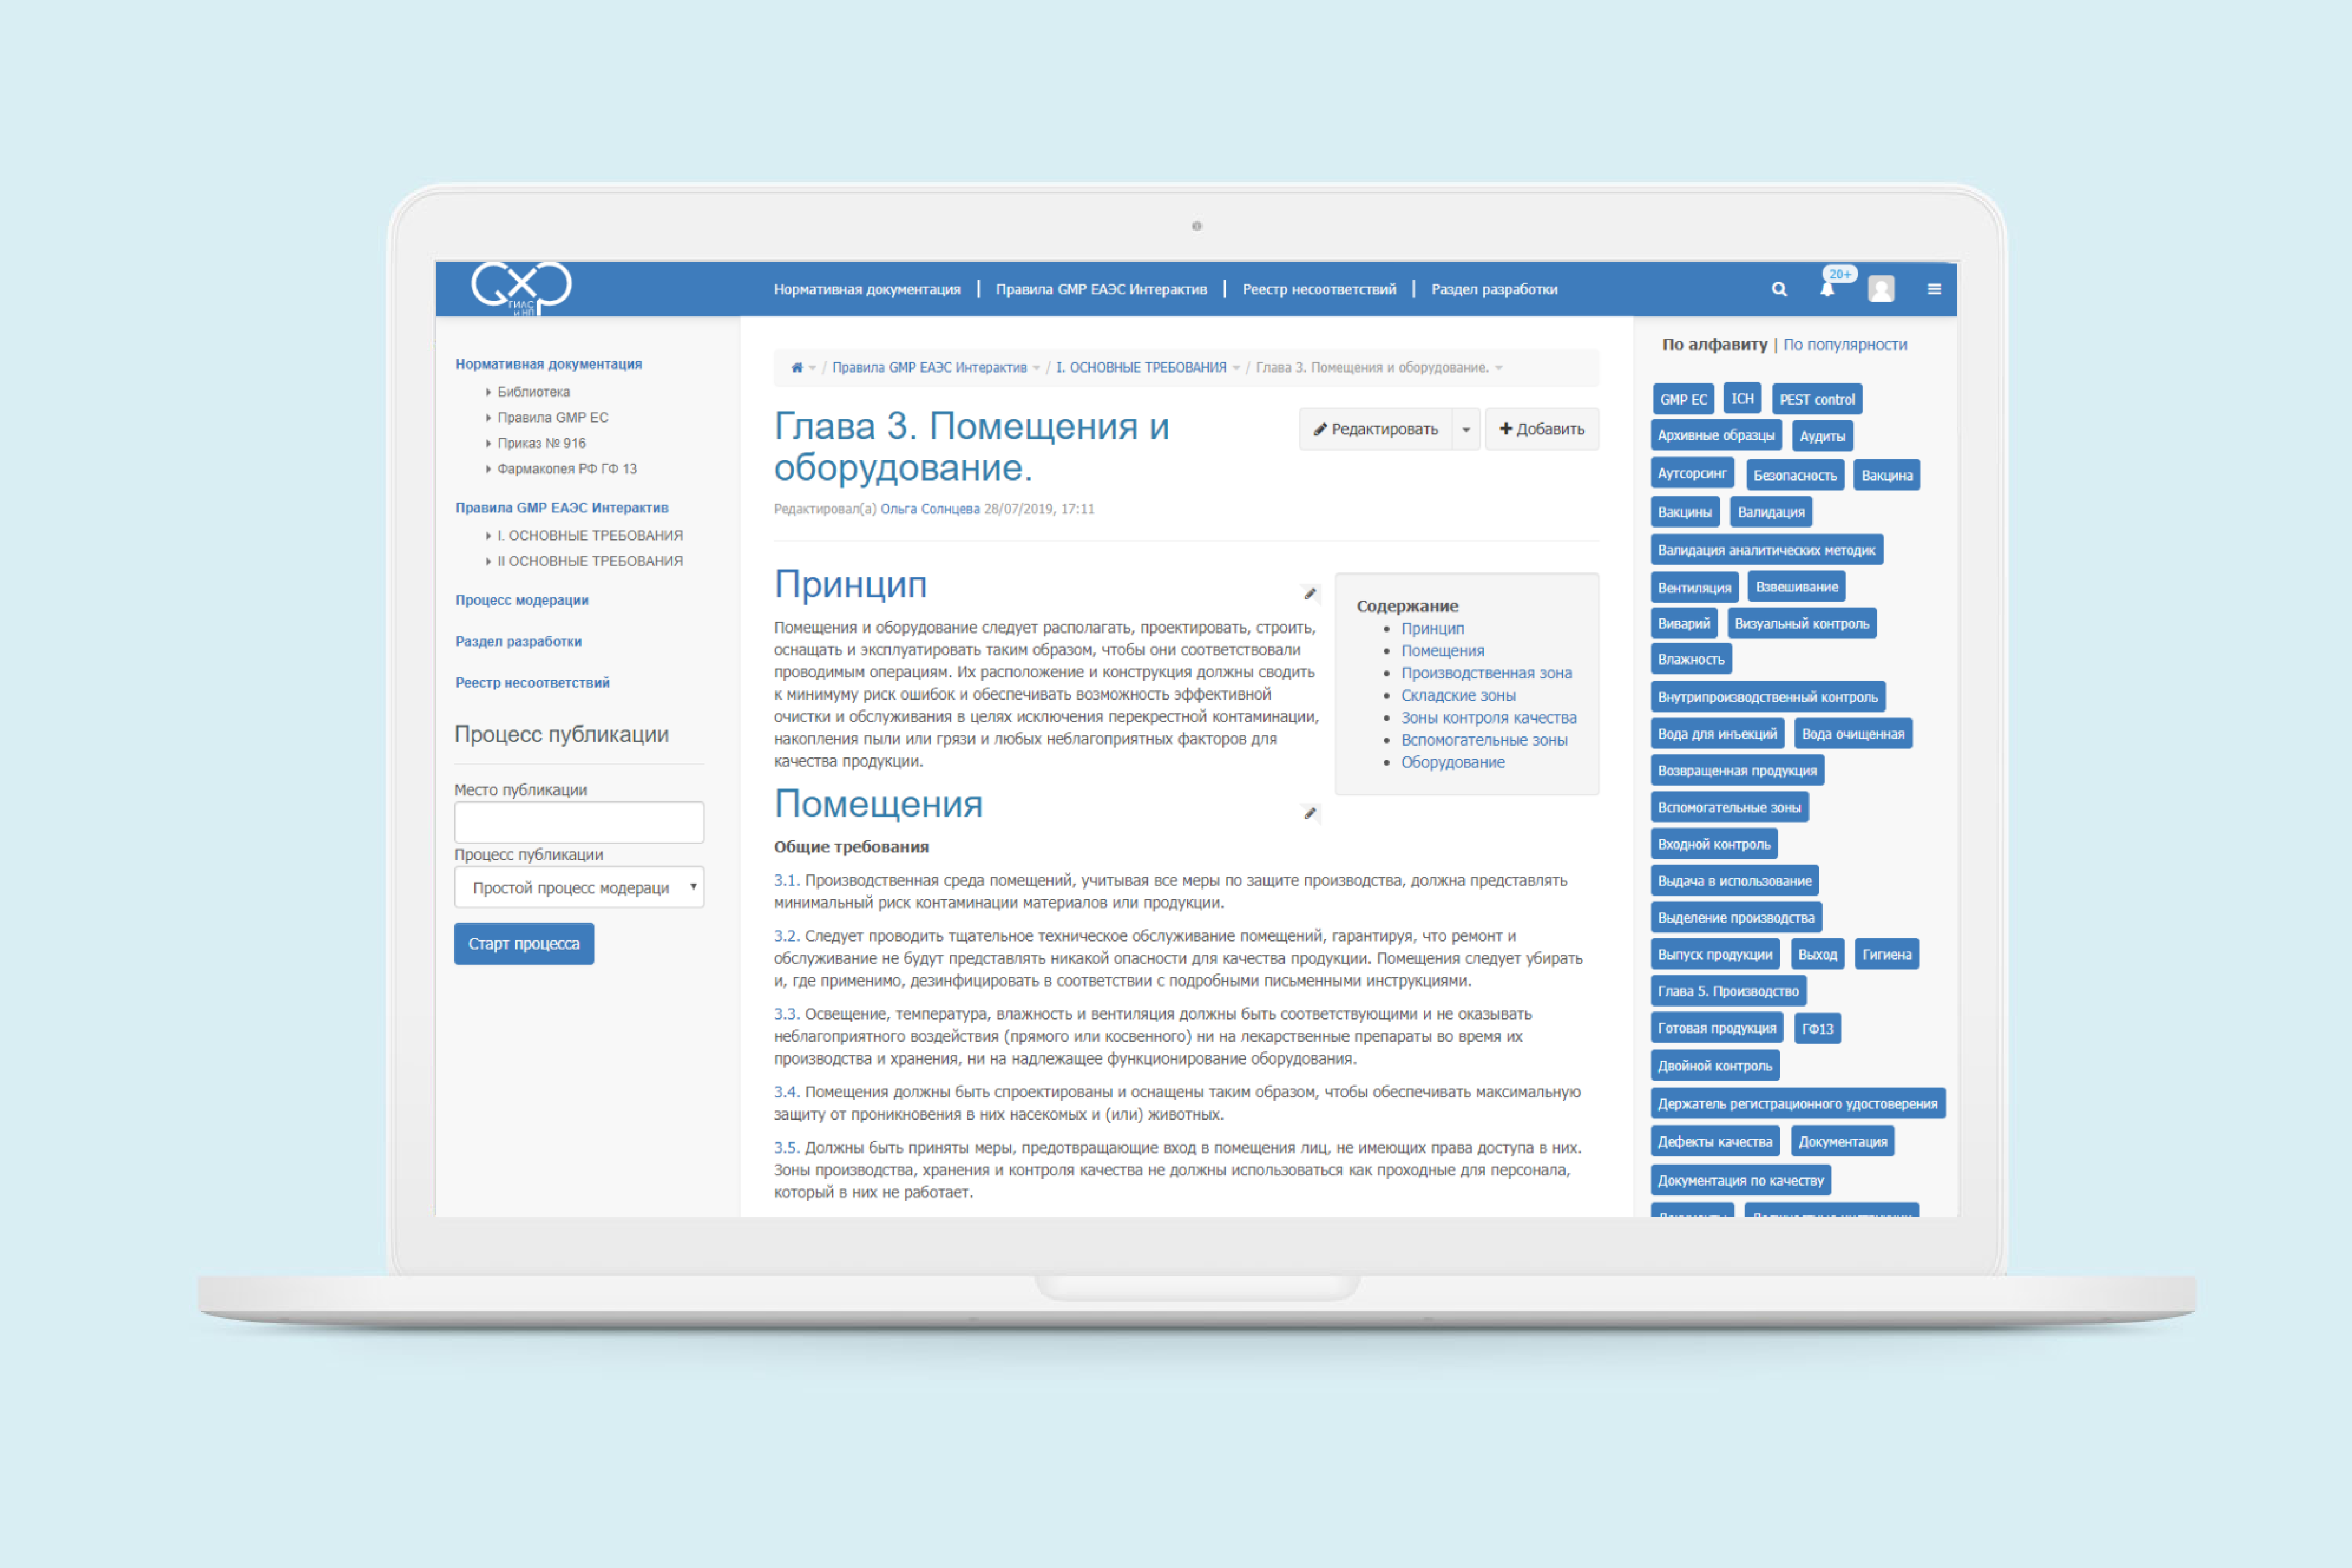 GXP
ГИЛС
и НП
Нормативная документация | Правила GMP ЕАЭС Интерактив | Реестр несоответствий | Раздел разработки
20+
Нормативная документация
Библиотека
Правила GMP ЕС
Приказ № 916
Фармакопея РФ ГФ 13
Правила GMP ЕАЭС Интерактив
I. ОСНОВНЫЕ ТРЕБОВАНИЯ
II ОСНОВНЫЕ ТРЕБОВАНИЯ
Процесс модерации
Раздел разработки
Реестр несоответствий
Процесс публикации
Место публикации
Процесс публикации
Простой процесс модераци
Старт процесса
/ Правила GMP ЕАЭС Интерактив / I. ОСНОВНЫЕ ТРЕБОВАНИЯ / Глава 3. Помещения и оборудование.
Глава 3. Помещения и
оборудование.
Редактировать
Добавить
Редактировал(а) Ольга Солнцева 28/07/2019, 17:11
Принцип
Помещения и оборудование следует располагать, проектировать, строить,
оснащать и эксплуатировать таким образом, чтобы они соответствовали
проводимым операциям. Их расположение и конструкция должны сводить
к минимуму риск ошибок и обеспечивать возможность эффективной
очистки и обслуживания в целях исключения перекрестной контаминации,
накопления пыли или грязи и любых неблагоприятных факторов для
качества продукции.
Содержание
Принцип
Помещения
Производственная зона
Складские зоны
Зоны контроля качества
Вспомогательные зоны
Оборудование
Помещения
Общие требования
3.1. Производственная среда помещений, учитывая все меры по защите производства, должна представлять
минимальный риск контаминации материалов или продукции.
3.2. Следует проводить тщательное техническое обслуживание помещений, гарантируя, что ремонт и
обслуживание не будут представлять никакой опасности для качества продукции. Помещения следует убирать
и, где применимо, дезинфицировать в соответствии с подробными письменными инструкциями.
3.3. Освещение, температура, влажность и вентиляция должны быть соответствующими и не оказывать
неблагоприятного воздействия (прямого или косвенного) ни на лекарственные препараты во время их
производства и хранения, ни на надлежащее функционирование оборудования.
3.4. Помещения должны быть спроектированы и оснащены таким образом, чтобы обеспечивать максимальную
защиту от проникновения в них насекомых и (или) животных.
3.5. Должны быть приняты меры, предотвращающие вход в помещения лиц, не имеющих права доступа в них.
Зоны производства, хранения и контроля качества не должны использоваться как проходные для персонала,
который в них не работает.
По алфавиту | По популярности
GMP ЕС ICH PEST control
Архивные образцы Аудиты
Аутсорсинг Безопасность Вакцина
Вакцины Валидация
Валидация аналитических методик
Вентиляция Взвешивание
Виварий Визуальный контроль
Влажность
Внутрипроизводственный контроль
Вода для инъекций Вода очищенная
Возвращенная продукция
Вспомогательные зоны
Входной контроль
Выдача в использование
Выделение производства
Выпуск продукции Выход Гигиена
Глава 5. Производство
Готовая продукция ГФ13
Двойной контроль
Держатель регистрационного удостоверения
Дефекты качества Документация
Документация по качеству